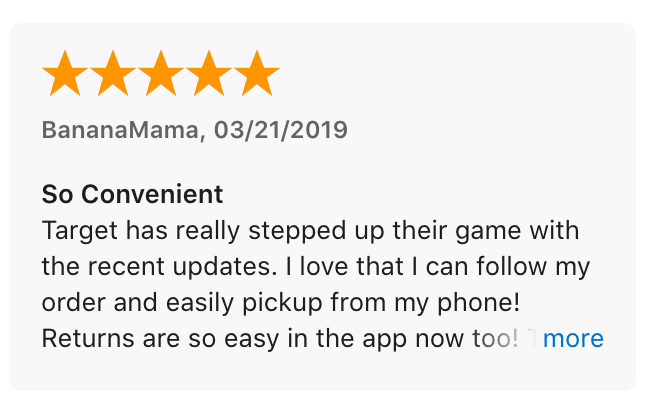 BananaMama, 03/21/2019
So Convenient
Target has really stepped up their game with
the recent updates. I love that I can follow my
order and easily pickup from my phone!
Returns are so easy in the app now too! more